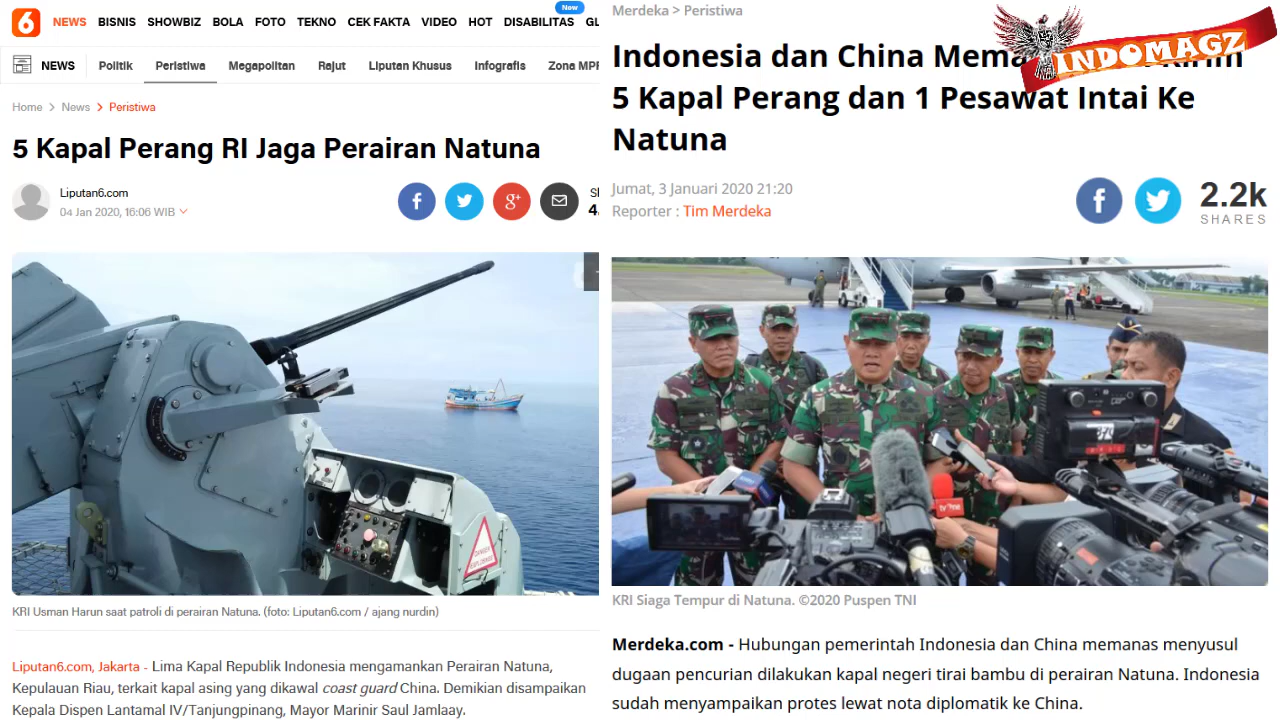 6
NEWS BISNIS SHOWBIZ BOLA FOTO TEKNO CEK FAKTA VIDEO HOT DISABILITAS
New
NEWS Politik Peristiwa Megapolitan Rajut Liputan Khusus Infografis Zona
Home > News > Peristiwa
5 Kapal Perang RI Jaga Perairan Natuna
Liputan6.com
04 Jan 2020, 16:06 WIB
DANGER
KRI Usman Harun saat patroli di perairan Natuna. (foto: Liputan6.com / ajang nurdin)
Liputan6.com, Jakarta - Lima Kapal Republik Indonesia mengamankan Perairan Natuna,
Kepulauan Riau, terkait kapal asing yang dikawal coast guard China. Demikian disampaikan
Kepala Dispen Lantamal IV/Tanjungpinang, Mayor Marinir Saul Jamlaay.
Merdeka > Peristiwa
INDOMAGZ
Indonesia dan China
5 Kapal Perang dan 1 Pesawat Intai Ke
Natuna
Jumat, 3 Januari 2020 21:20
Reporter : Tim Merdeka
2.2k
SHARES
tvOne
KRI Siaga Tempur di Natuna. ©2020 Puspen TNI
Merdeka.com - Hubungan pemerintah Indonesia dan China memanas menyusul
dugaan pencurian dilakukan kapal negeri tirai bambu di perairan Natuna. Indonesia
sudah menyampaikan protes lewat nota diplomatik ke China.